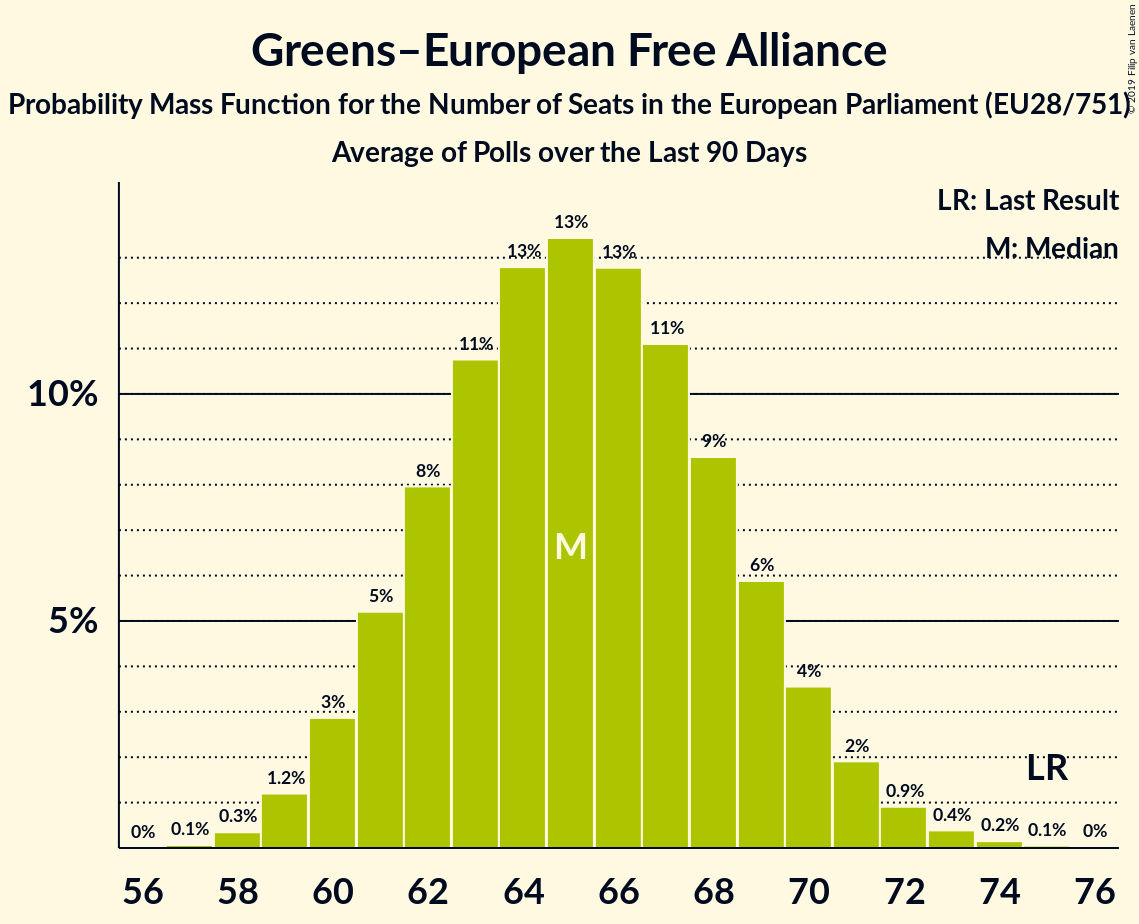 Greens–European Free Alliance
Probability Mass Function for the Number of Seats in the European Parliament (EU28/751)
Average of Polls over the Last 90 Days
© 2019 Filip van Laenen
LR: Last Result
M: Median
13%
13%
13%
11%
11%
10%
9%
8%
M
6%
5%
5%
4%
3%
2%
LR
1.2%
0.9%
0.3%
0.4%
0.2%
0% 0.1% 0.1% 0%
56 58 60 62 64 66 68 70 72 74 76